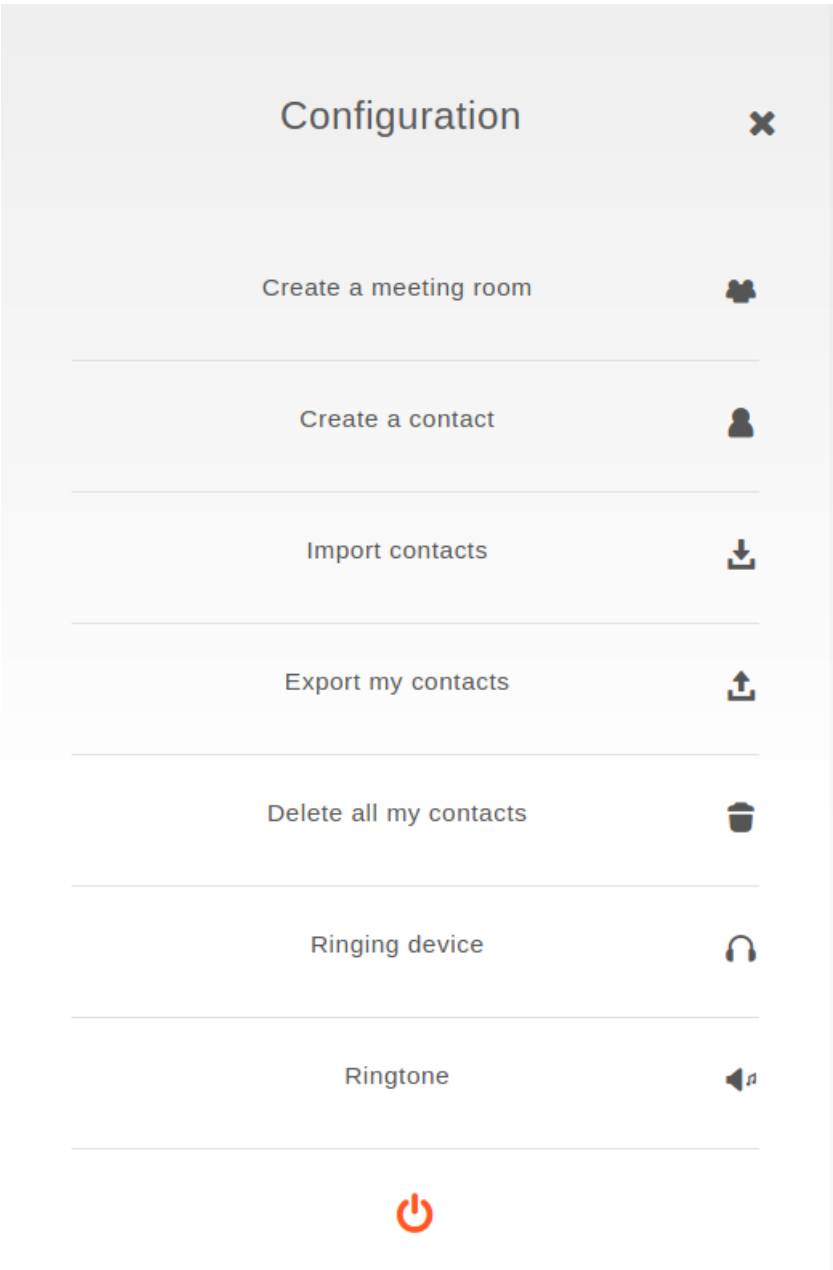 Configuration
Create a meeting room
Create a contact
Import contacts
Export my contacts
Delete all my contacts
Ringing device
Ringtone